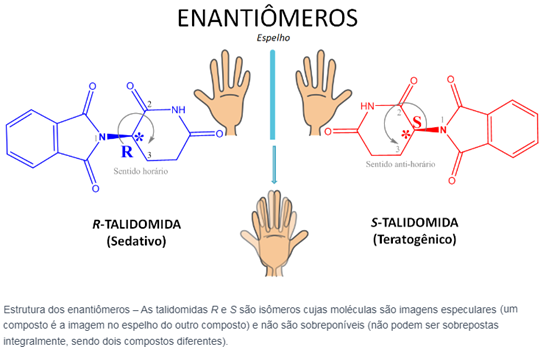 ENANTIÔMEROS
Espelho
O
2
NH
O
N
1
*
R
3
O
O
Sentido horário
O
HN
2
O
S
*
1
N
3
O
O
Sentido anti-horário
R-TALIDOMIDA
(Sedativo)
S-TALIDOMIDA
(Teratogênico)
Estrutura dos enantiômeros – As talidomidas R e S são isômeros cujas moléculas são imagens especulares (um
composto é a imagem no espelho do outro composto) e não são sobreponíveis (não podem ser sobrepostas
integralmente, sendo dois compostos diferentes).